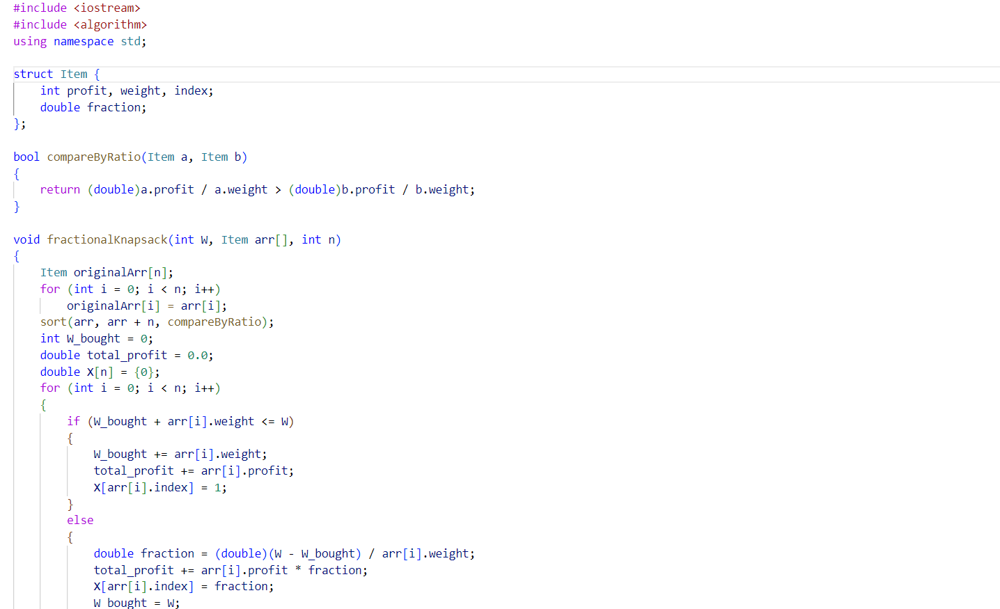 #include <iostream>
#include <algorithm>
using namespace std;

struct Item {
    int profit, weight, index;
    double fraction;
};

bool compareByRatio(Item a, Item b)
{
    return (double)a.profit / a.weight > (double)b.profit / b.weight;
}

void fractionalKnapsack(int W, Item arr[], int n)
{
    Item originalArr[n];
    for (int i = 0; i < n; i++)
        originalArr[i] = arr[i];
    sort(arr, arr + n, compareByRatio);
    int W_bought = 0;
    double total_profit = 0.0;
    double X[n] = {0};
    for (int i = 0; i < n; i++)
    {
        if (W_bought + arr[i].weight <= W)
        {
            W_bought += arr[i].weight;
            total_profit += arr[i].profit;
            X[arr[i].index] = 1;
        }
        else
        {
            double fraction = (double)(W - W_bought) / arr[i].weight;
            total_profit += arr[i].profit * fraction;
            X[arr[i].index] = fraction;
            W_bought = W;